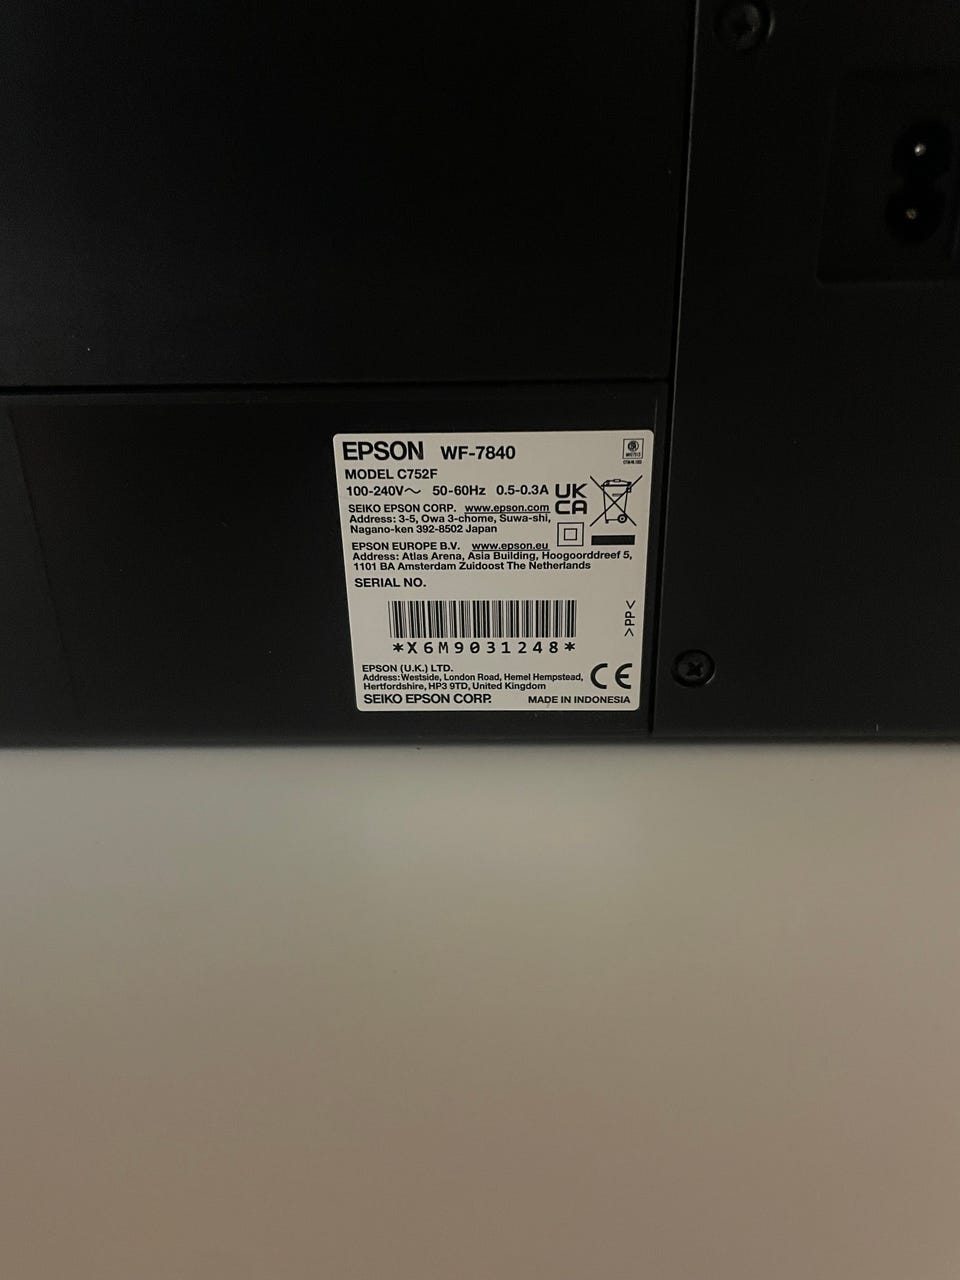 EPSON WF-7840
MODEL C752F
100-240V～ 50-60Hz 0.5-0.3A
UK
CA
SEIKO EPSON CORP. www.epson.com
Address: 3-5, Owa 3-chome, Suwa-shi,
Nagano-ken 392-8502 Japan
EPSON EUROPE B.V. www.epson.eu
Address: Atlas Arena, Asia Building, Hoogoorddreef 5,
1101 BA Amsterdam Zuidoost The Netherlands
SERIAL NO.
*X6M9031248*
>PP<
EPSON (U.K.) LTD.
Address:Westside, London Road, Hemel Hempstead,
Hertfordshire, HP3 9TD, United Kingdom
CE
SEIKO EPSON CORP. MADE IN INDONESIA